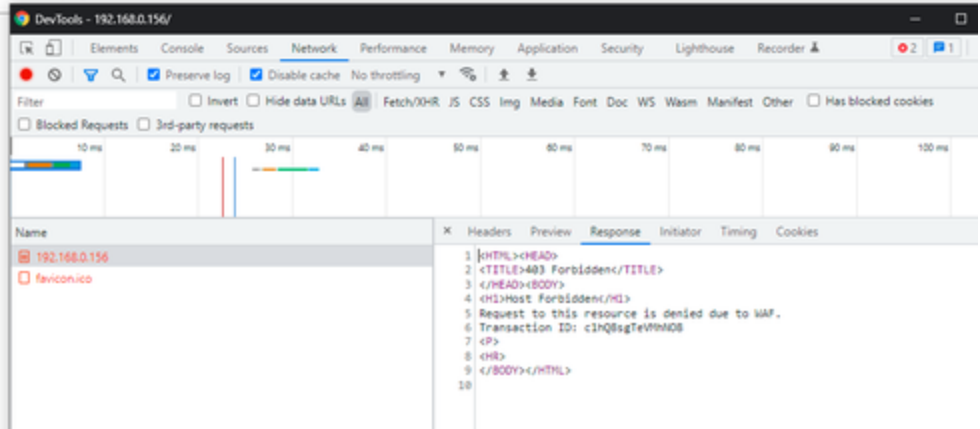 DevTools - 192.168.0.156/
Elements Console Sources Network Performance Memory Application Security Lighthouse Recorder 2 1
Preserve log Disable cache No throttling
Filter Invert Hide data URLs All Fetch/XHR JS CSS Img Media Font Doc WS Wasm Manifest Other Has blocked cookies
Blocked Requests 3rd-party requests
10 ms 20 ms 30 ms 40 ms 50 ms 60 ms 70 ms 80 ms 90 ms 100 ms
Name
192.168.0.156
favicon.ico
× Headers Preview Response Initiator Timing Cookies
1 <HTML><HEAD>
2 <TITLE>403 Forbidden</TITLE>
3 </HEAD><BODY>
4 <H1>Host Forbidden</H1>
5 Request to this resource is denied due to WAF.
6 Transaction ID:
7 <P>
8 <HR>
9 </BODY></HTML>
10